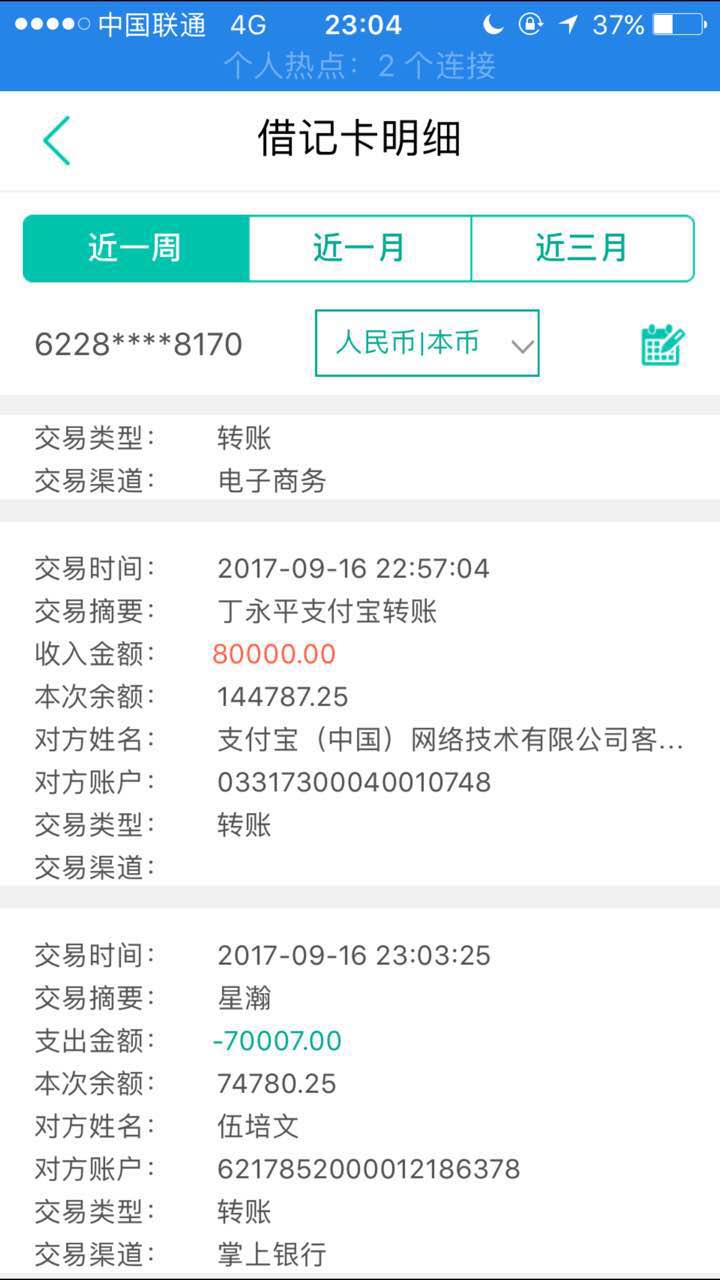 中国联通 4G 23:04 37%
个人热点：2 个连接
借记卡明细
近一周 近一月 近三月
6228****8170 人民币|本币
交易类型： 转账
交易渠道： 电子商务
交易时间： 2017-09-16 22:57:04
交易摘要： 丁永平支付宝转账
收入金额： 80000.00
本次余额： 144787.25
对方姓名： 支付宝（中国）网络技术有限公司客...
对方账户： 03317300040010748
交易类型： 转账
交易渠道：
交易时间： 2017-09-16 23:03:25
交易摘要： 星瀚
支出金额： -70007.00
本次余额： 74780.25
对方姓名： 伍培文
对方账户： 6217852000012186378
交易类型： 转账
交易渠道： 掌上银行